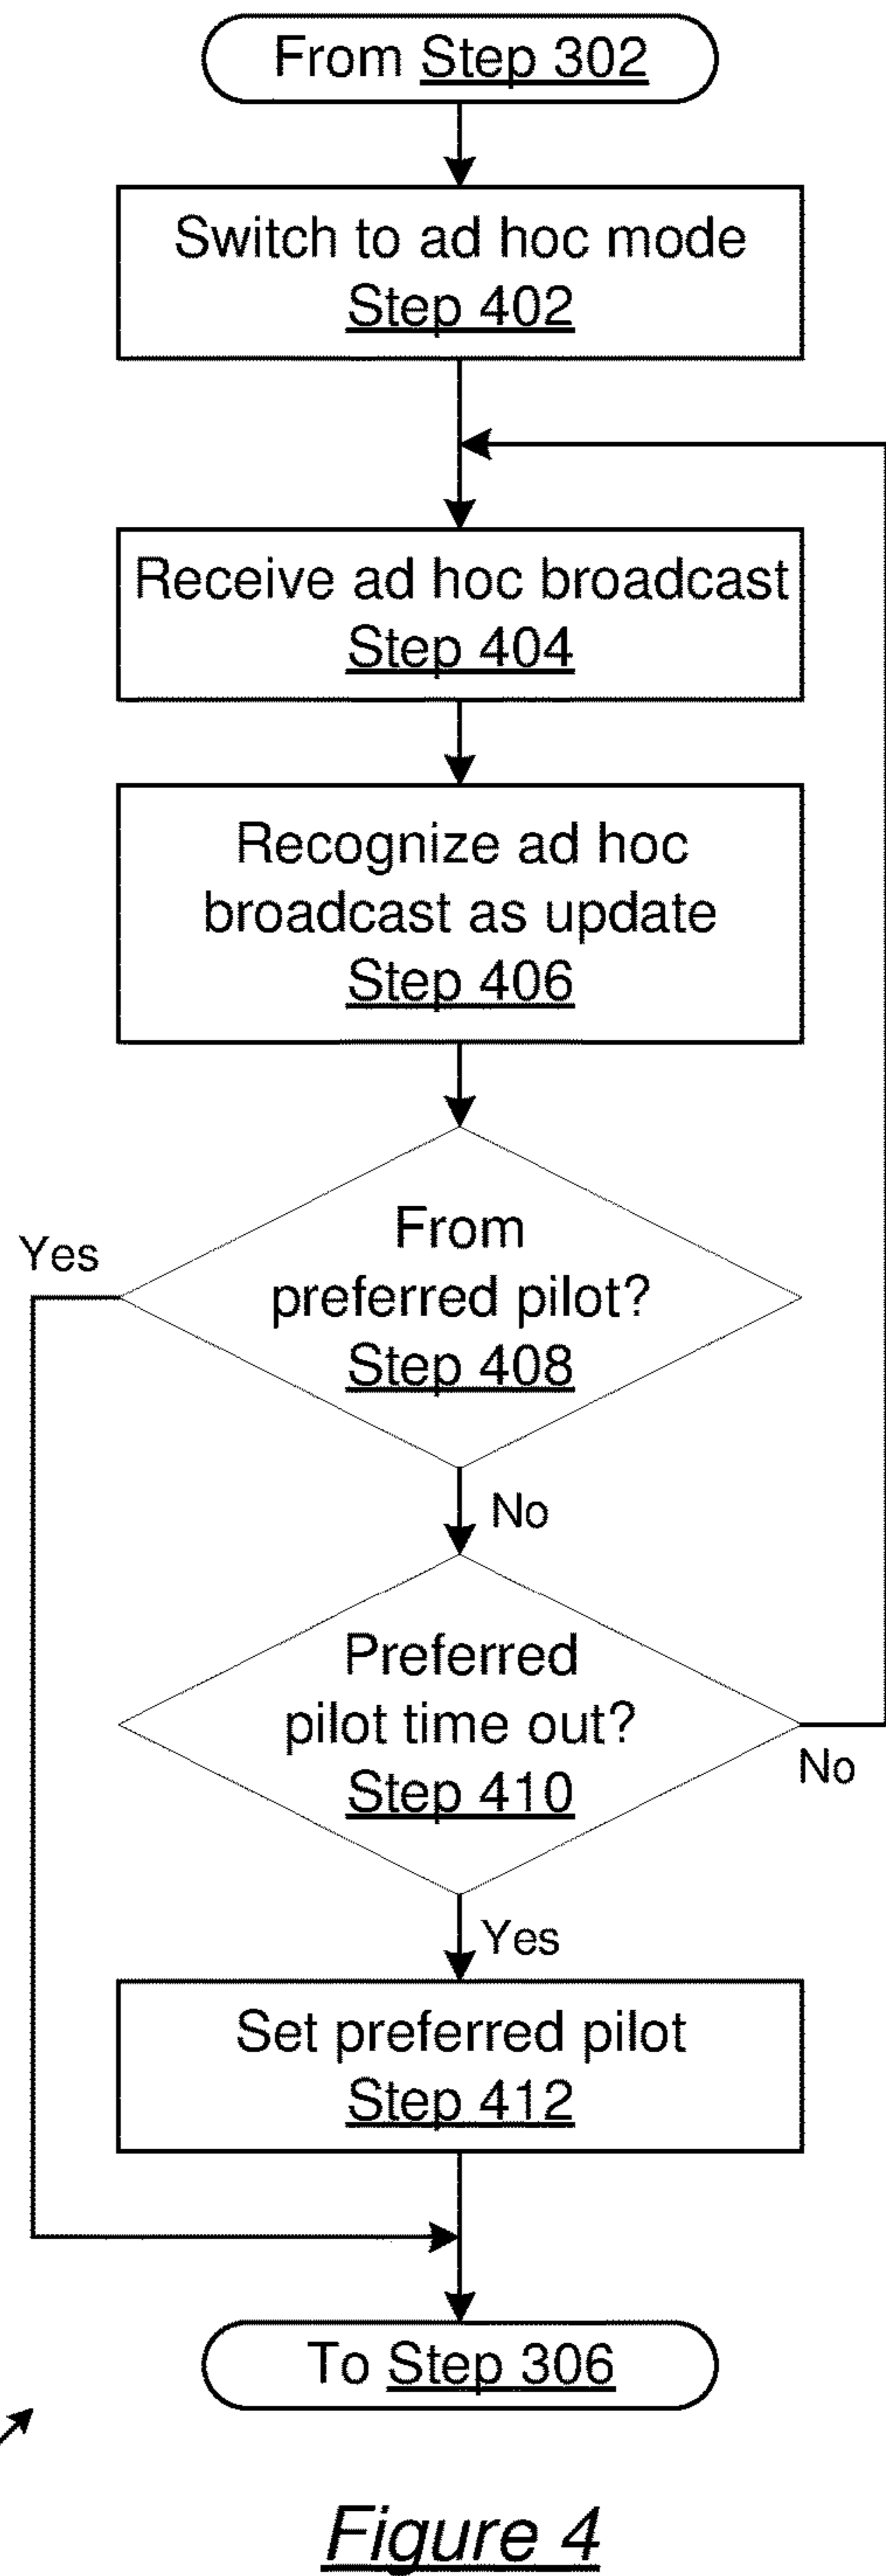 From Step 302
Switch to ad hoc mode
Step 402
Receive ad hoc broadcast
Step 404
Recognize ad hoc
broadcast as update
Step 406
From
preferred pilot?
Step 408
Yes
No
Preferred
pilot time out?
Step 410
No
Yes
Set preferred pilot
Step 412
To Step 306
Figure 4